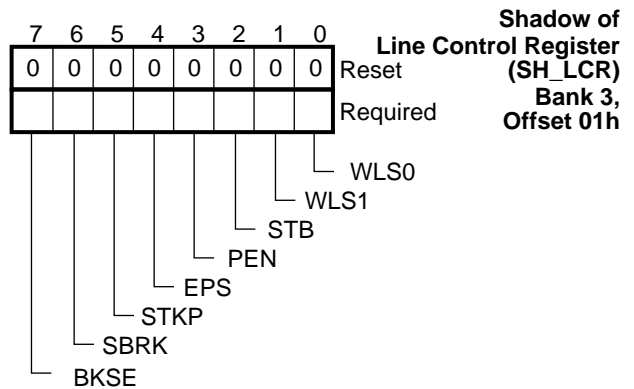 Shadow of
Line Control Register
(SH_LCR)
Bank 3,
Offset 01h
7 6 5 4 3 2 1 0
0 0 0 0 0 0 0 0 Reset
Required
WLS0
WLS1
STB
PEN
EPS
STKP
SBRK
BKSE